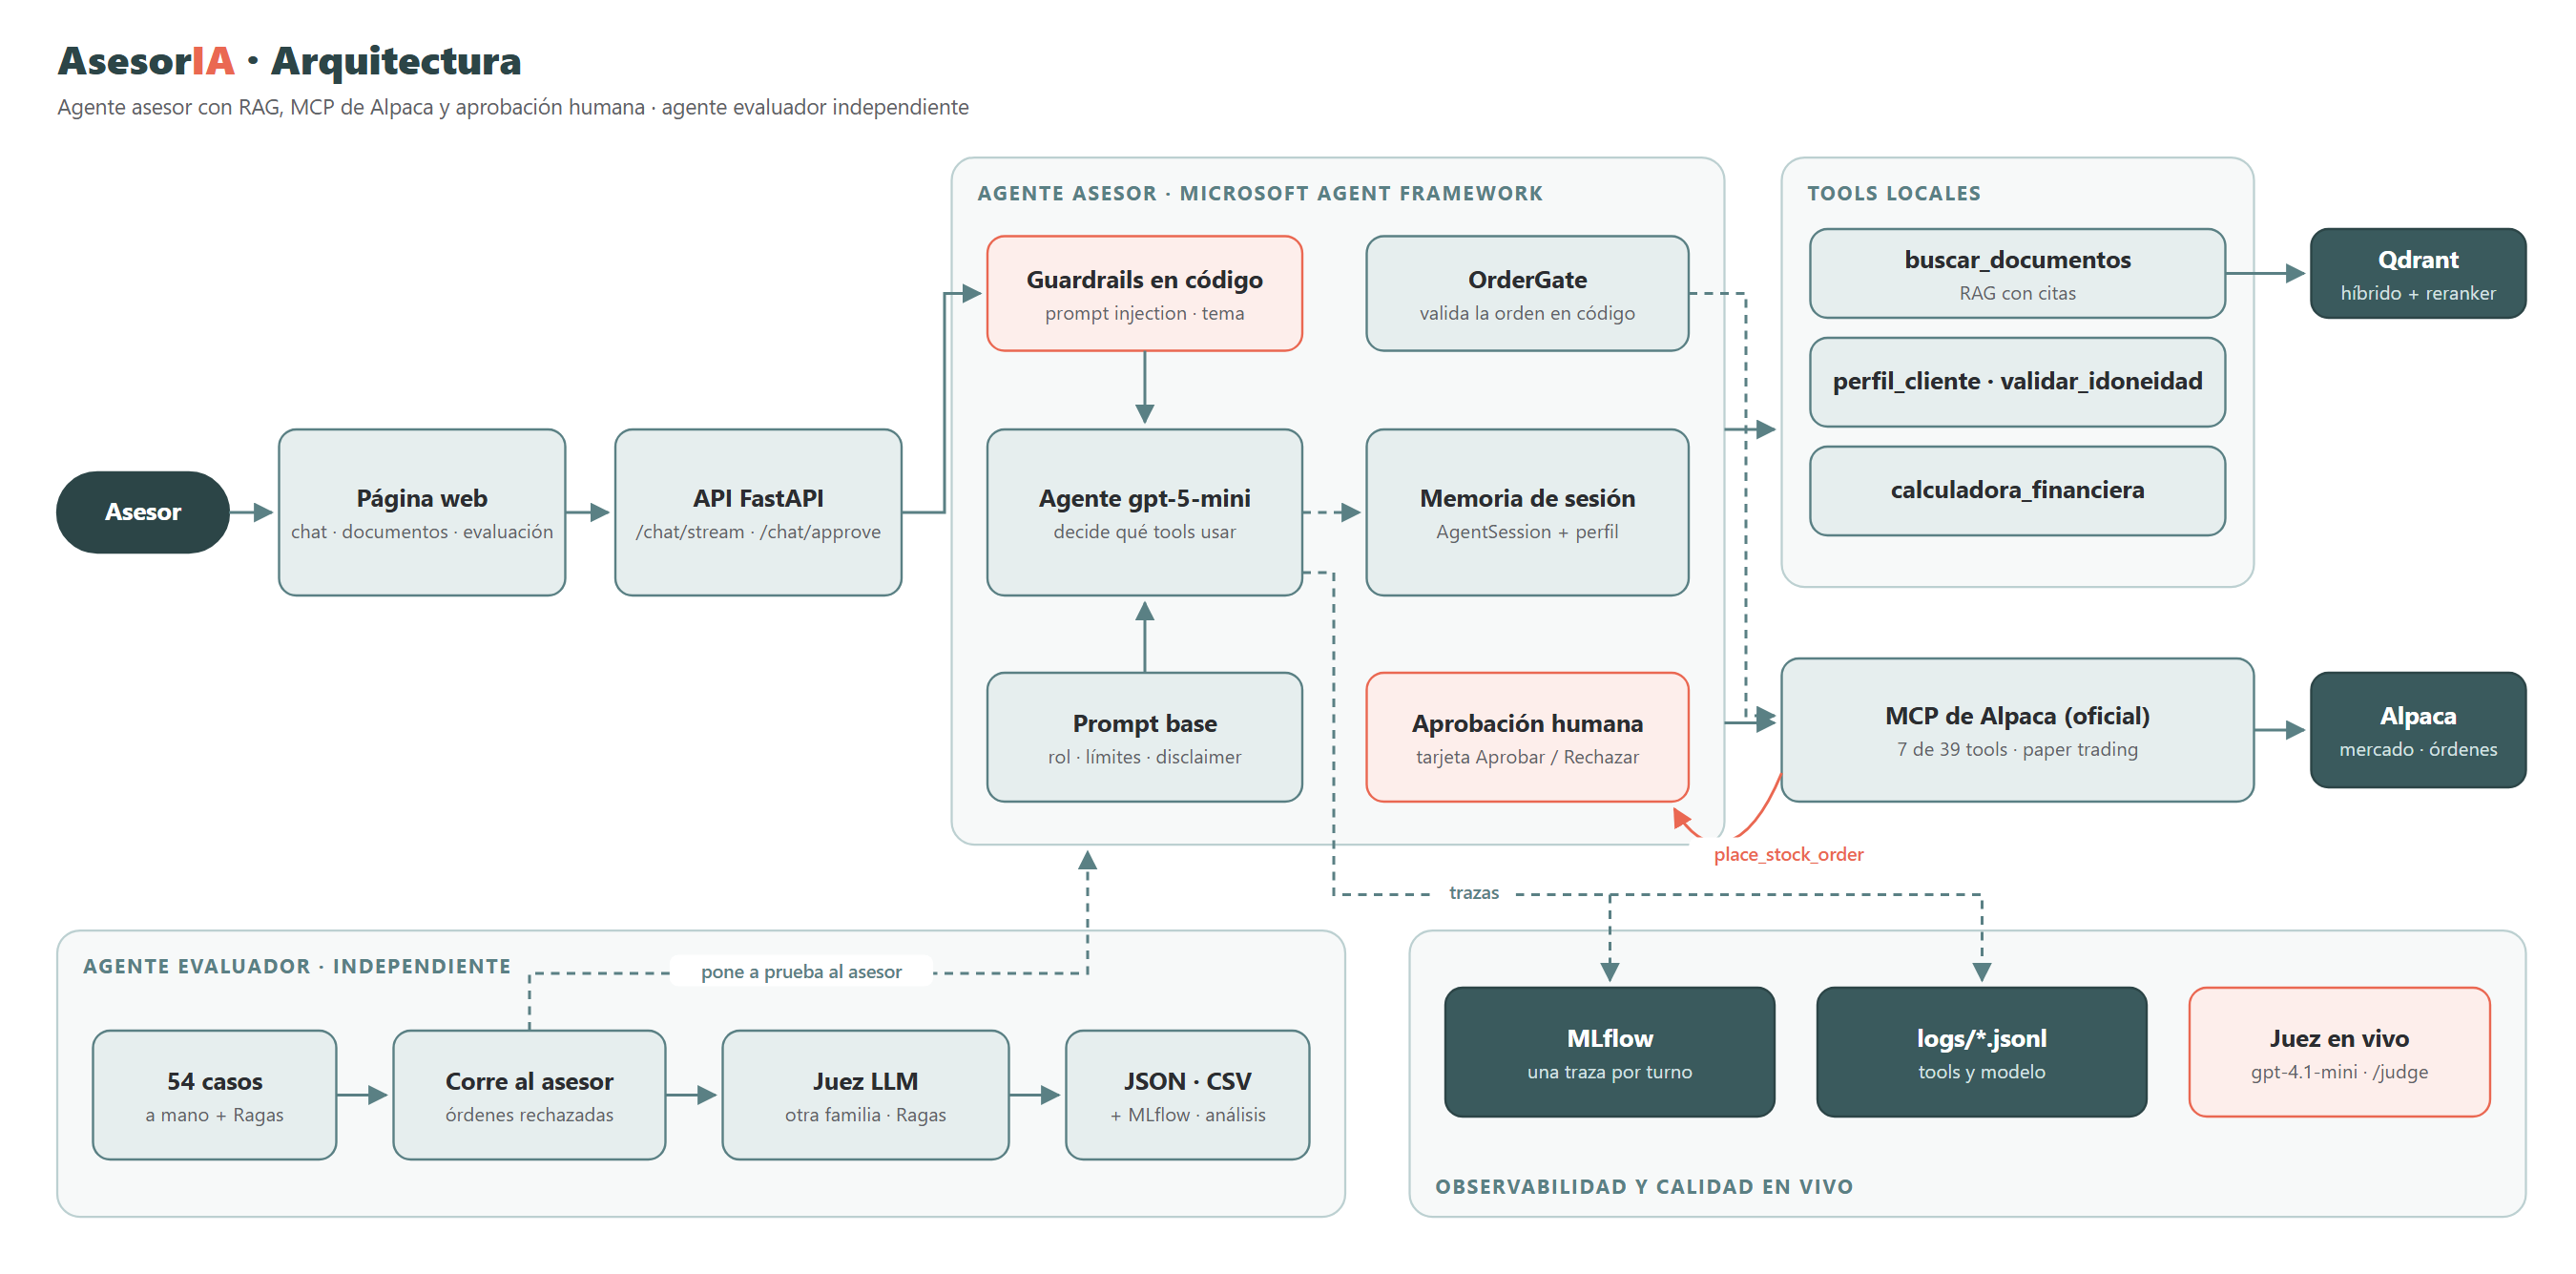 AsesorIA · Arquitectura
Agente asesor con RAG, MCP de Alpaca y aprobación humana · agente evaluador independiente
AGENTE ASESOR · MICROSOFT AGENT FRAMEWORK
Guardrails en código
prompt injection · tema
OrderGate
valida la orden en código
TOOLS LOCALES
buscar_documentos
RAG con citas
Qdrant
híbrido + reranker
perfil_cliente · validar_idoneidad
calculadora_financiera
Asesor
Página web
chat · documentos · evaluación
API FastAPI
/chat/stream · /chat/approve
Agente gpt-5-mini
decide qué tools usar
Memoria de sesión
AgentSession + perfil
Prompt base
rol · límites · disclaimer
Aprobación humana
tarjeta Aprobar / Rechazar
MCP de Alpaca (oficial)
7 de 39 tools · paper trading
Alpaca
mercado · órdenes
place_stock_order
trazas
AGENTE EVALUADOR · INDEPENDIENTE
pone a prueba al asesor
54 casos
a mano + Ragas
Corre al asesor
órdenes rechazadas
Juez LLM
otra familia · Ragas
JSON · CSV
+ MLflow · análisis
MLflow
una traza por turno
logs/*.jsonl
tools y modelo
Juez en vivo
gpt-4.1-mini · /judge
OBSERVABILIDAD Y CALIDAD EN VIVO